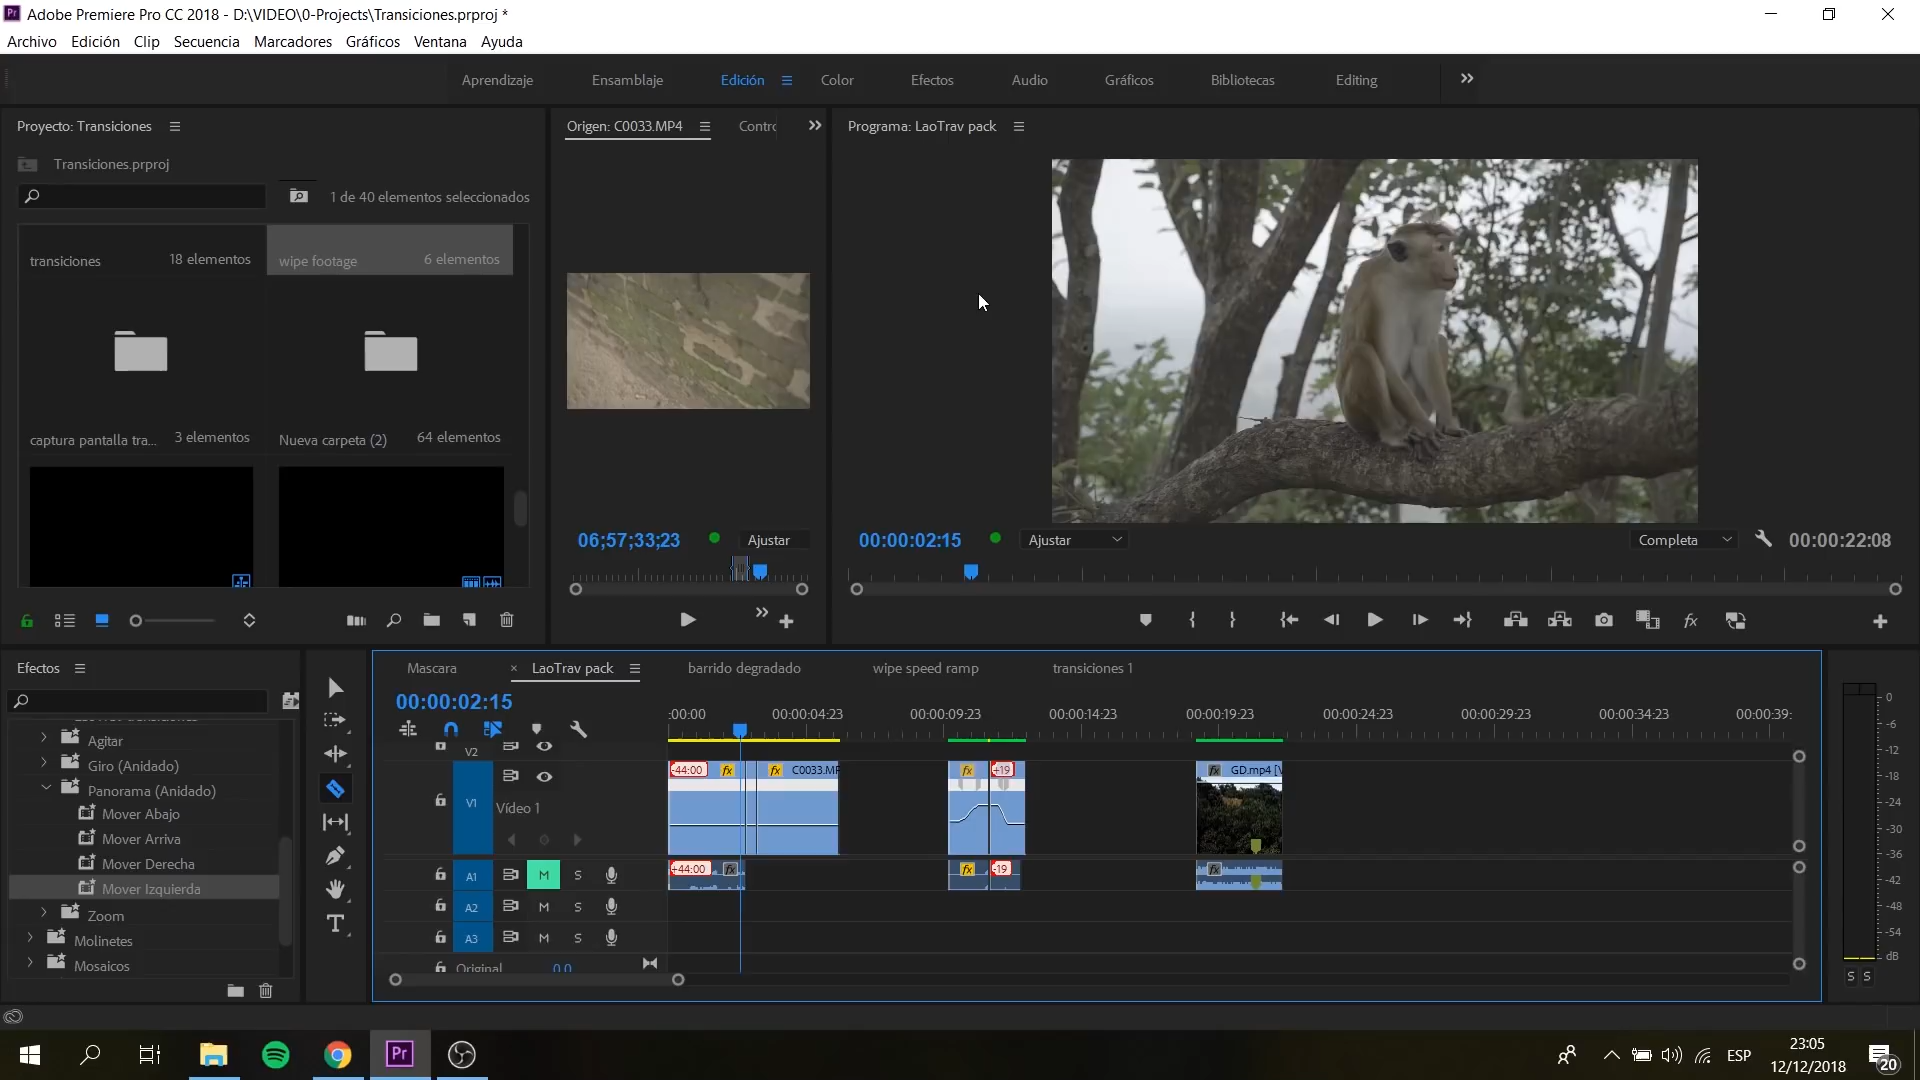 Adobe Premiere Pro CC 2018 - D:\VIDEO\0-Projects\Transiciones.prproj *
Archivo Edición Clip Secuencia Marcadores Gráficos Ventana Ayuda
Aprendizaje Ensamblaje Edición Color Efectos Audio Gráficos Bibliotecas Editing
Proyecto: Transiciones
Origen: C0033.MP4
Contro
Programa: LaoTrav pack
Transiciones.prproj
1 de 40 elementos seleccionados
transiciones 18 elementos
wipe footage 6 elementos
captura pantalla tra... 3 elementos
Nueva carpeta (2) 64 elementos
06;57;33;23 Ajustar
00:00:02:15 Ajustar Completa 00:00:22:08
Efectos
Mascara × LaoTrav pack barrido degradado wipe speed ramp transiciones 1
00:00:02:15
:00:00 00:00:04:23 00:00:09:23 00:00:14:23 00:00:19:23 00:00:24:23 00:00:29:23 00:00:34:23 00:00:39:
Agitar
Giro (Anidado)
Panorama (Anidado)
Mover Abajo
Mover Arriva
Mover Derecha
Mover Izquierda
Zoom
Molinetes
Mosaicos
V2
V1 Vídeo 1
-44:00 fx fx C0033.MP
fx +19
fx GD.mp4 [V
A1 M S
+44:00 fx
fx -19
fx
A2 M S
A3 M S
Original 0,0
0
-6
-12
-18
-24
-30
-36
-42
-48
-54
dB
S S
Pr
ESP
23:05
12/12/2018
20